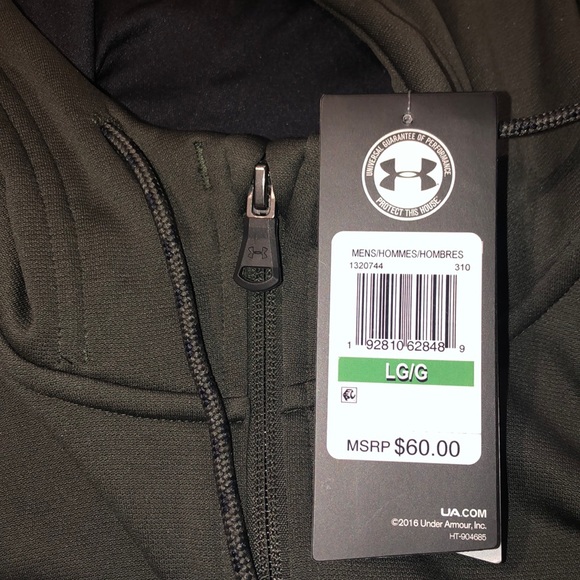 UNIVERSAL GUARANTEE OF PERFORMANCE
PROTECT THIS HOUSE
MENS/HOMMES/HOMBRES
1320744 310
1 92810 62848 9
LG/G
MSRP $60.00
UA.COM
©2016 Under Armour, Inc.
HT-904685